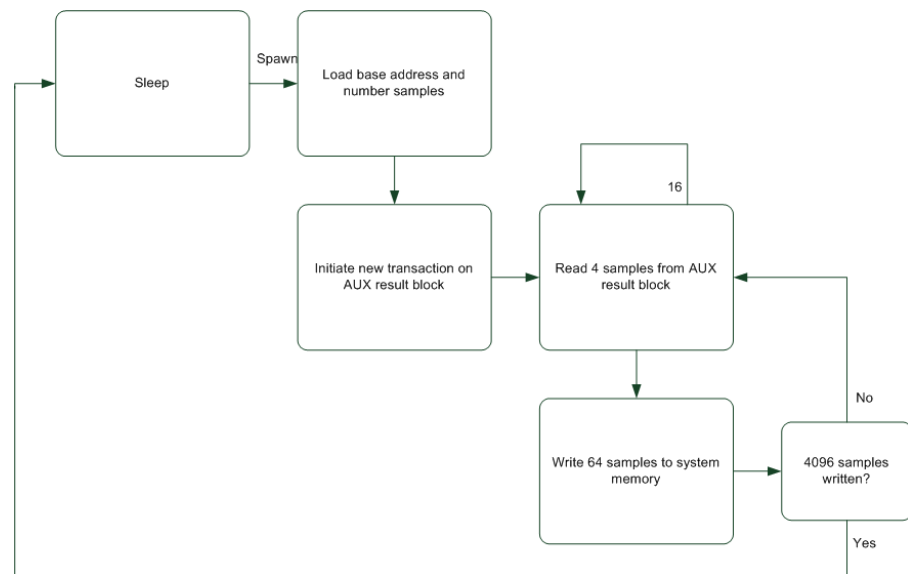 Sleep
Spawn
Load base address and
number samples
16
Initiate new transaction on
AUX result block
Read 4 samples from AUX
result block
No
Write 64 samples to system
memory
4096 samples
written?
Yes